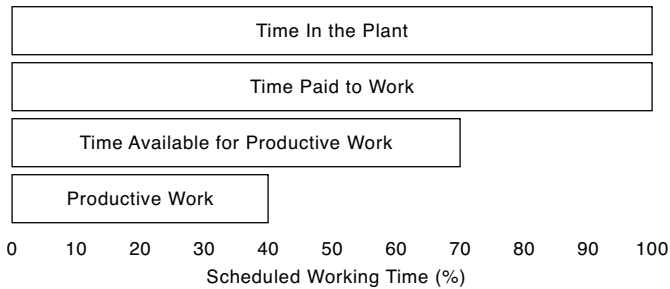 Time In the Plant
Time Paid to Work
Time Available for Productive Work
Productive Work
0 10 20 30 40 50 60 70 80 90 100
Scheduled Working Time (%)